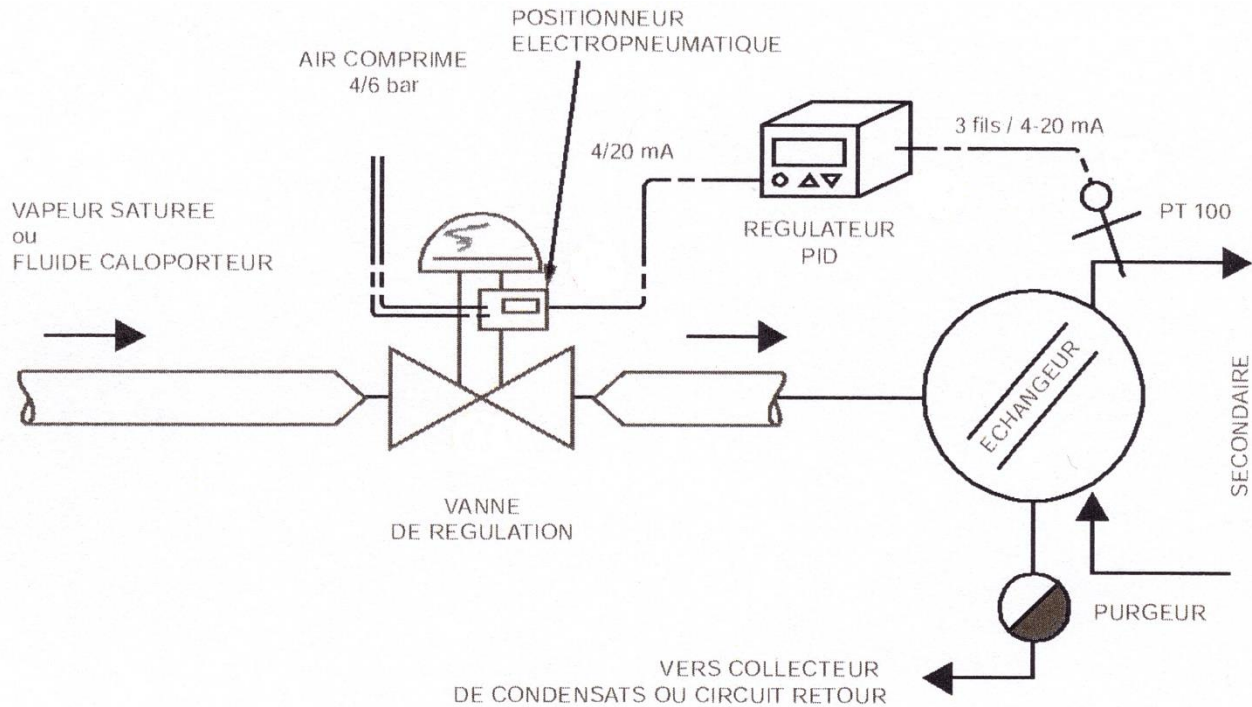 POSITIONNEUR
ELECTROPNEUMATIQUE
AIR COMPRIME
4/6 bar
4/20 mA
3 fils / 4-20 mA
VAPEUR SATUREE
ou
FLUIDE CALOPORTEUR
REGULATEUR
PID
PT 100
ECHANGEUR
SECONDAIRE
VANNE
DE REGULATION
PURGEUR
VERS COLLECTEUR
DE CONDENSATS OU CIRCUIT RETOUR